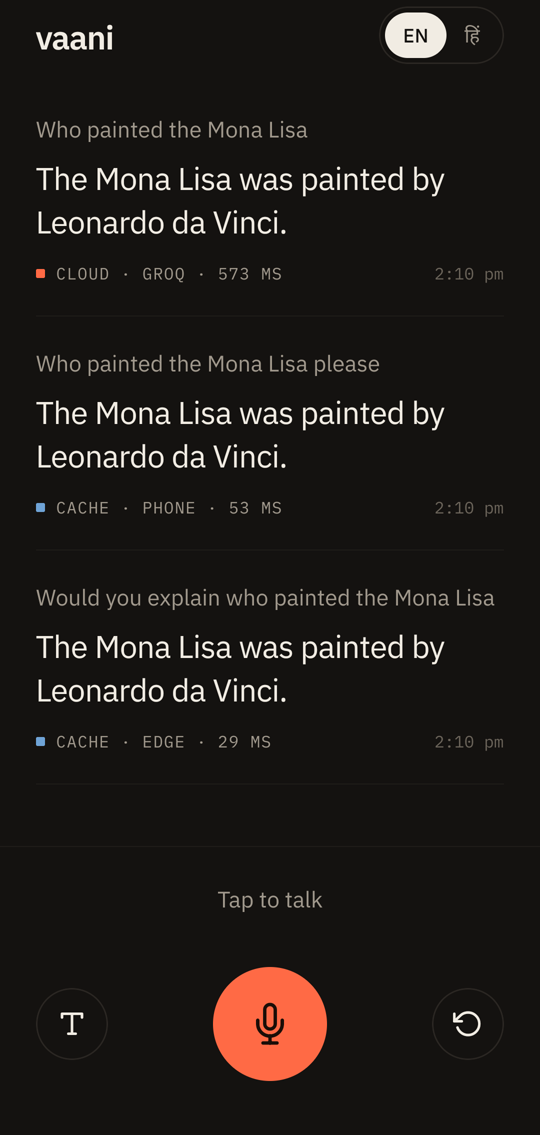 vaani
EN
हिं
Who painted the Mona Lisa
The Mona Lisa was painted by
Leonardo da Vinci.
CLOUD · GROQ · 573 MS
2:10 pm
Who painted the Mona Lisa please
The Mona Lisa was painted by
Leonardo da Vinci.
CACHE · PHONE · 53 MS
2:10 pm
Would you explain who painted the Mona Lisa
The Mona Lisa was painted by
Leonardo da Vinci.
CACHE · EDGE · 29 MS
2:10 pm
Tap to talk
T